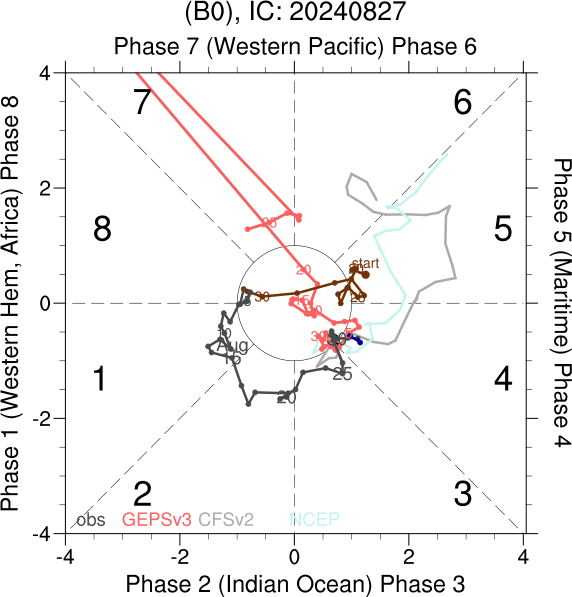 (B0), IC: 20240827
Phase 7 (Western Pacific) Phase 6
4
7
6
Phase 1 (Western Hem, Africa) Phase 8
2
8
5
Phase 5 (Maritime) Phase 4
start
25
20
30
15
0
10
5
Aug
15
30
25
20
-2
1
4
2
3
obs GEPSv3 CFSv2 NCEP
-4
-4 -2 0 2 4
Phase 2 (Indian Ocean) Phase 3